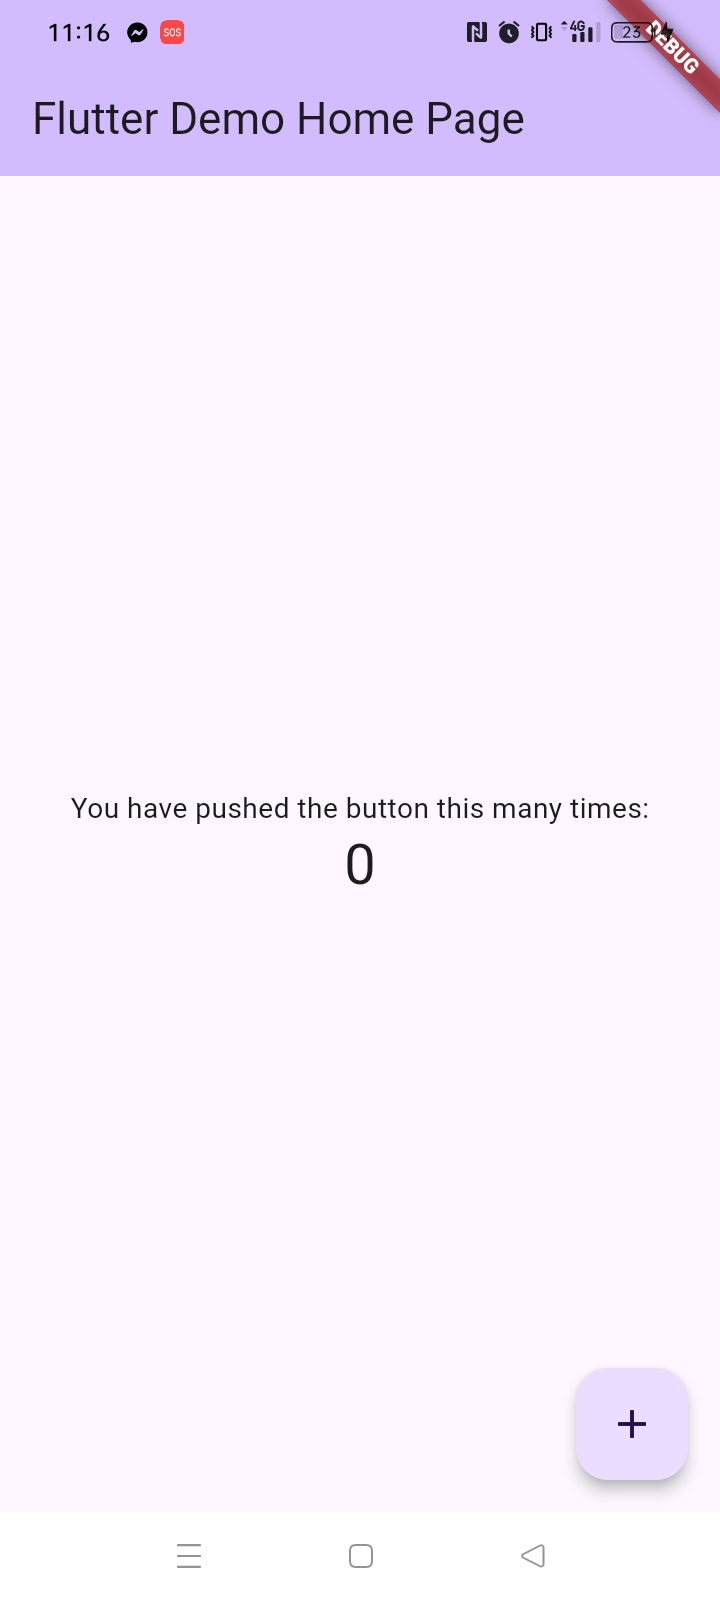 11:16
SOS
4G
23
DEBUG
Flutter Demo Home Page
You have pushed the button this many times:
0